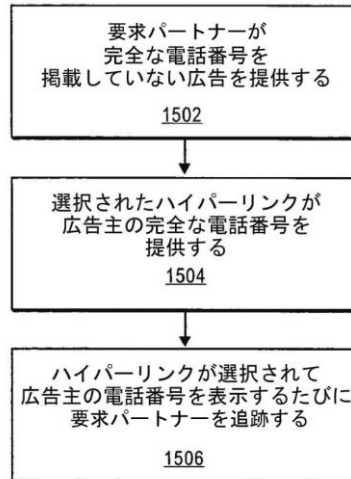 要求パートナーが
完全な電話番号を
掲載していない広告を提供する
1502
選択されたハイパーリンクが
広告主の完全な電話番号を
提供する
1504
ハイパーリンクが選択されて
広告主の電話番号を表示するたびに
要求パートナーを追跡する
1506